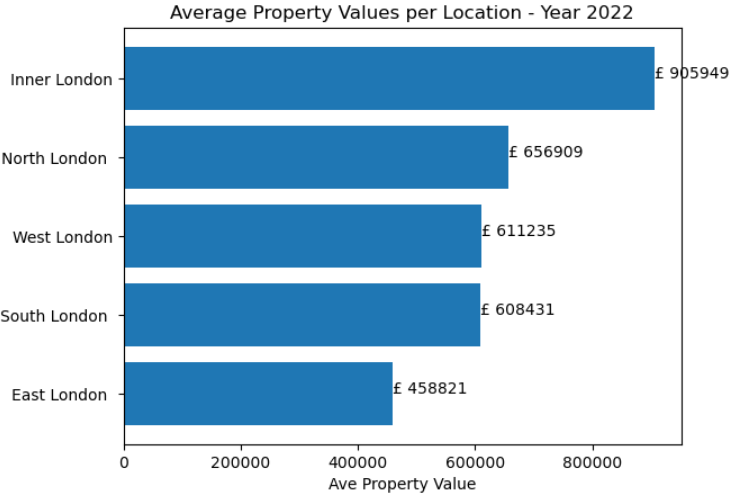 Average Property Values per Location - Year 2022
Inner London
£ 905949
North London
£ 656909
West London
£ 611235
South London
£ 608431
East London
£ 458821
0 200000 400000 600000 800000
Ave Property Value